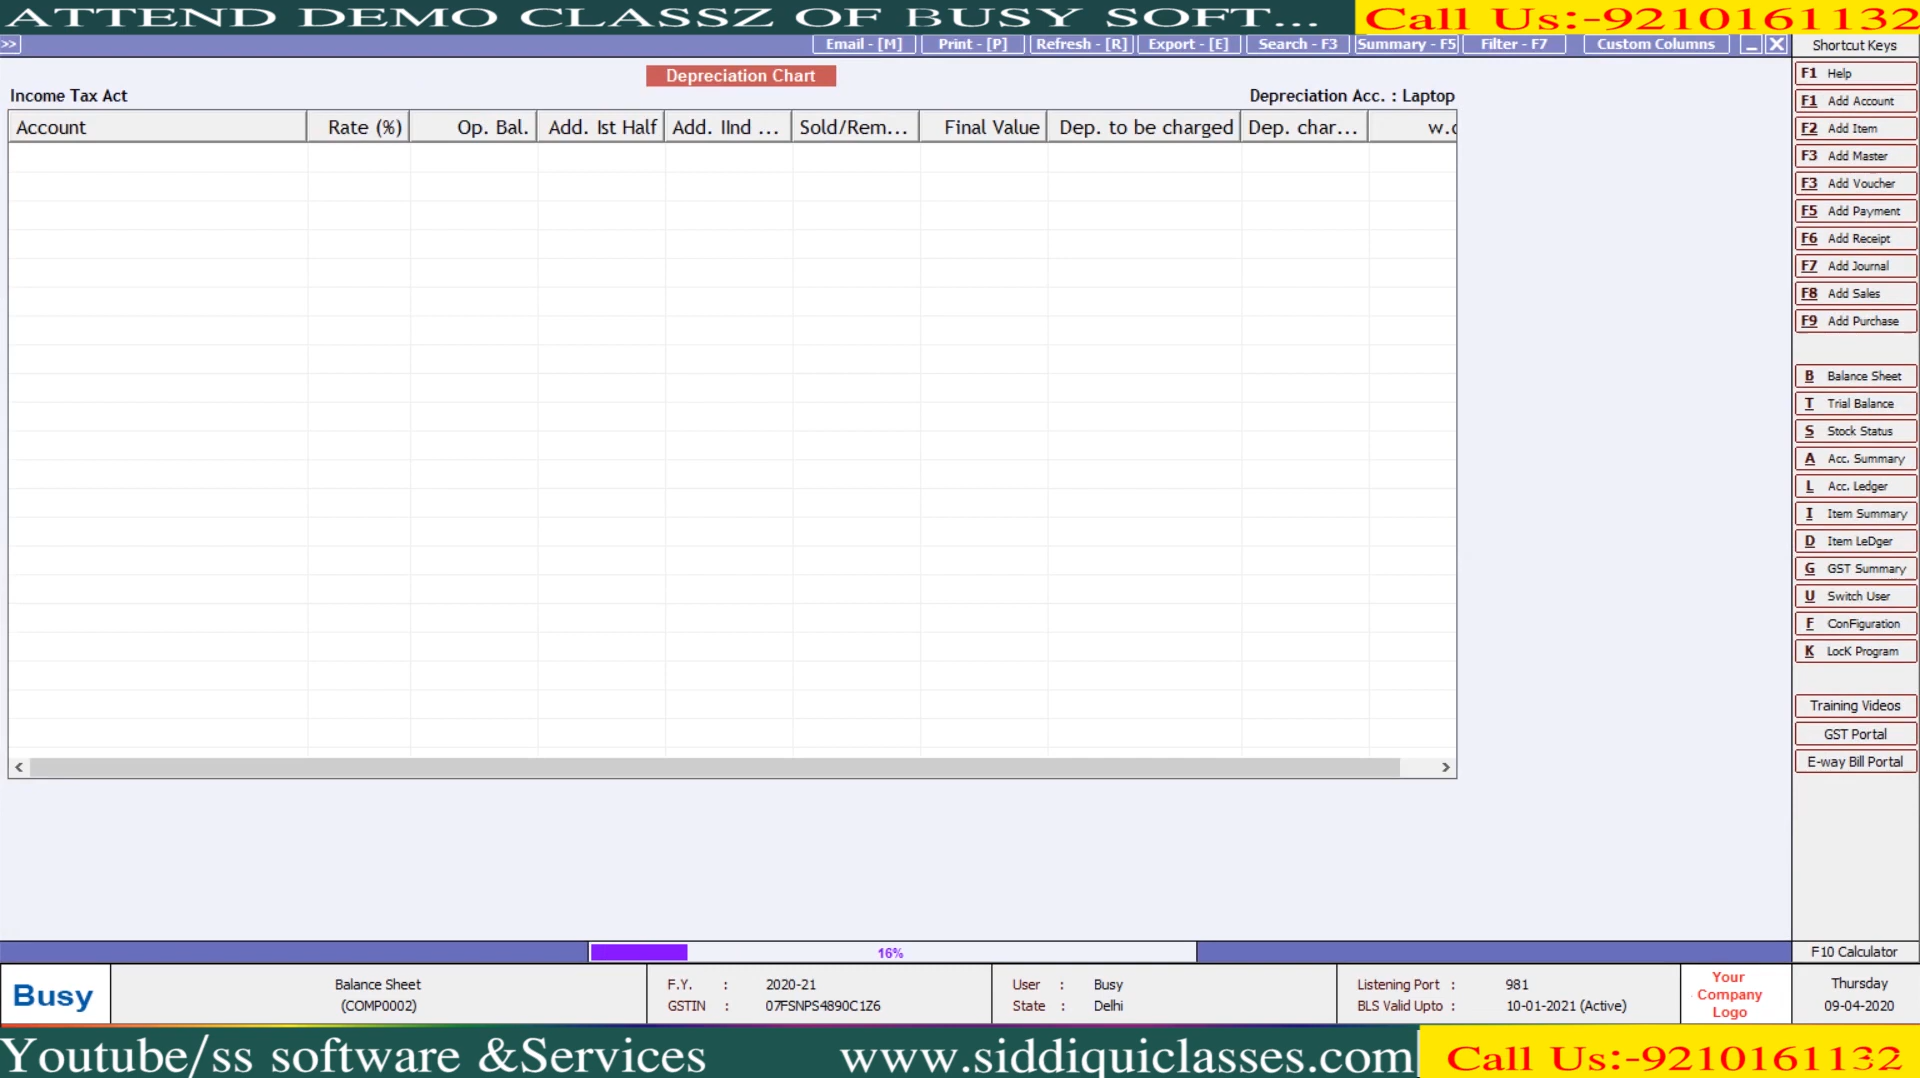 ATTEND DEMO CLASSZ OF BUSY SOFT...
Call Us:-9210161132
>> Email - [M] Print - [P] Refresh - [R] Export - [E] Search - F3 Summary - F5 Filter - F7 Custom Columns _ X
Shortcut Keys
Depreciation Chart
Income Tax Act
Depreciation Acc. : Laptop
Account Rate (%) Op. Bal. Add. Ist Half Add. IInd ... Sold/Rem... Final Value Dep. to be charged Dep. char...
F1 Help
F1 Add Account
F2 Add Item
F3 Add Master
F3 Add Voucher
F5 Add Payment
F6 Add Receipt
F7 Add Journal
F8 Add Sales
F9 Add Purchase
B Balance Sheet
T Trial Balance
S Stock Status
A Acc. Summary
L Acc. Ledger
I Item Summary
D Item LeDger
G GST Summary
U Switch User
F ConFiguration
K LocK Program
Training Videos
GST Portal
E-way Bill Portal
16%
F10 Calculator
Busy
Balance Sheet
(COMP0002)
F.Y. : 2020-21
GSTIN : 07FSNPS4890C1Z6
User : Busy
State : Delhi
Listening Port : 981
BLS Valid Upto : 10-01-2021 (Active)
Your
Company
Logo
Thursday
09-04-2020
Youtube/ss software &Services
www.siddiquiclasses.com
Call Us:-9210161132